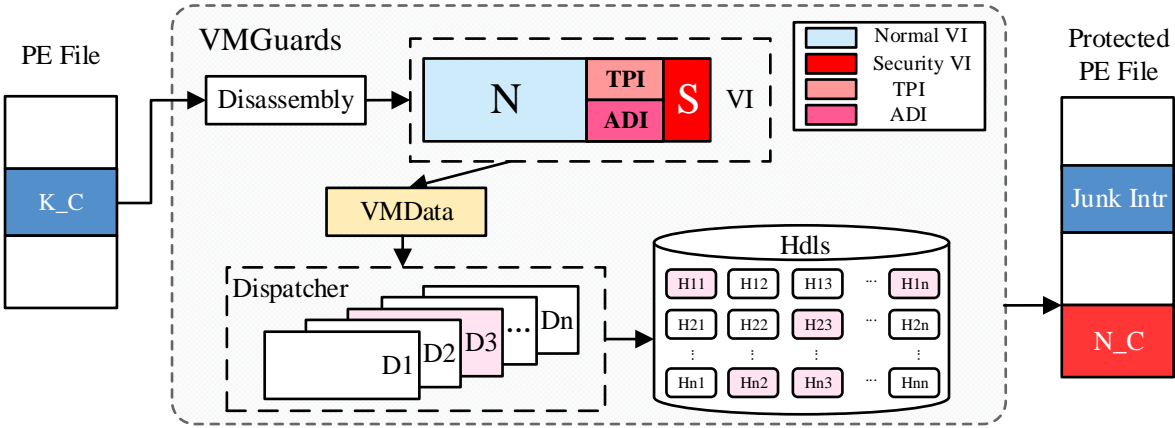 PE File
K_C
VMGuards
Disassembly
N
TPI
ADI
S
VI
Normal VI
Security VI
TPI
ADI
VMData
Dispatcher
D1
D2
D3
...
Dn
Hdls
H11 H12 H13 ... H1n
H21 H22 H23 ... H2n
⋮ ⋮ ⋮ ⋮
Hn1 Hn2 Hn3 ... Hnn
Protected
PE File
Junk Intr
N_C